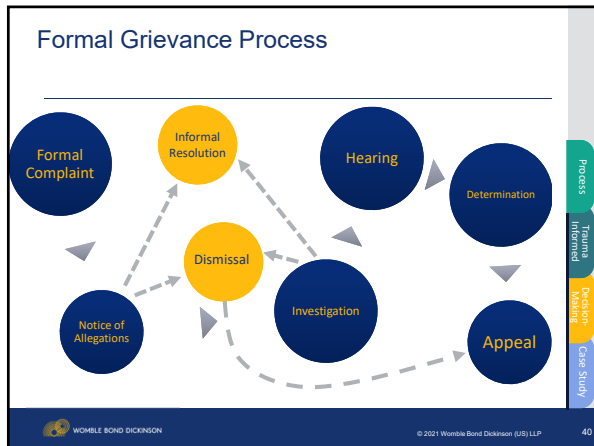 Formal Grievance Process
Formal
Complaint
Informal
Resolution
Hearing
Determination
Dismissal
Notice of
Allegations
Investigation
Appeal
Process
Trauma
Informed
Decision-
Making
Case Study
WOMBLE BOND DICKINSON
© 2021 Womble Bond Dickinson (US) LLP
40